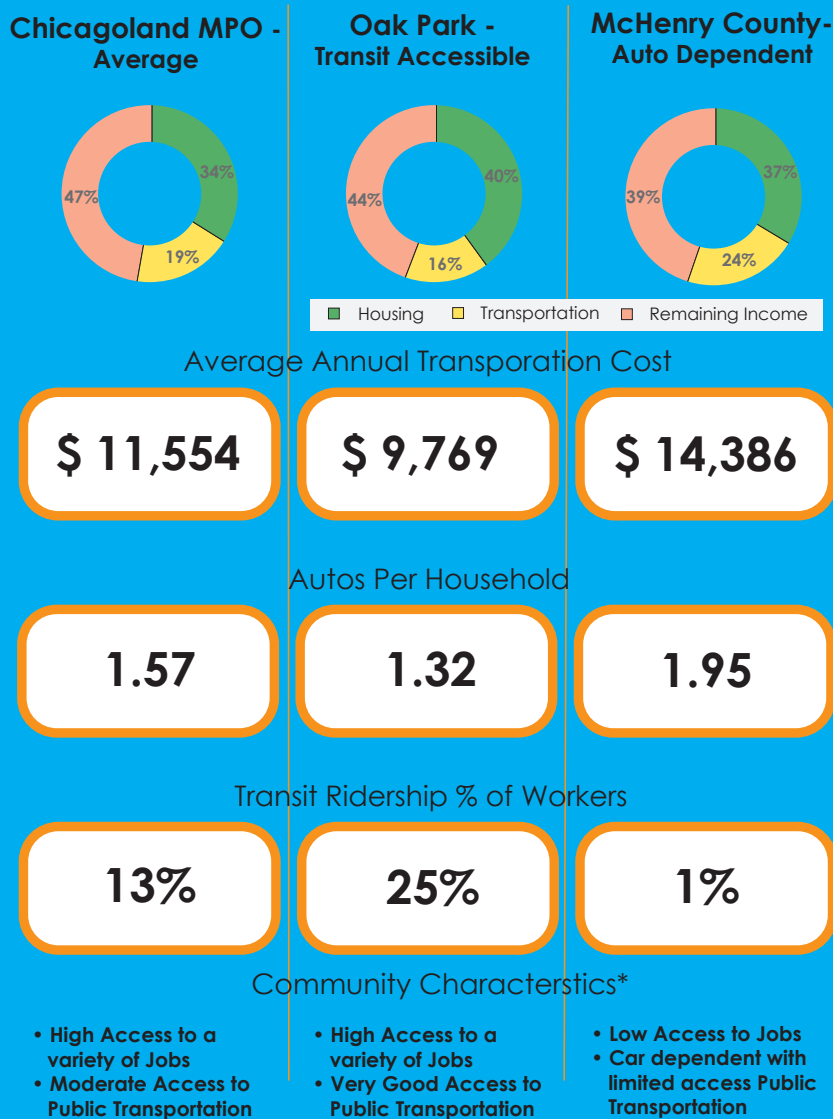 Chicagoland MPO -
Average
Oak Park -
Transit Accessible
McHenry County-
Auto Dependent
34%
47%
19%
40%
44%
16%
37%
39%
24%
Housing
Transportation
Remaining Income
Average Annual Transporation Cost
$ 11,554
$ 9,769
$ 14,386
Autos Per Household
1.57
1.32
1.95
Transit Ridership % of Workers
13%
25%
1%
Community Characterstics*
• High Access to a
variety of Jobs
• Moderate Access to
Public Transportation
• High Access to a
variety of Jobs
• Very Good Access to
Public Transportation
• Low Access to Jobs
• Car dependent with
limited access Public
Transportation